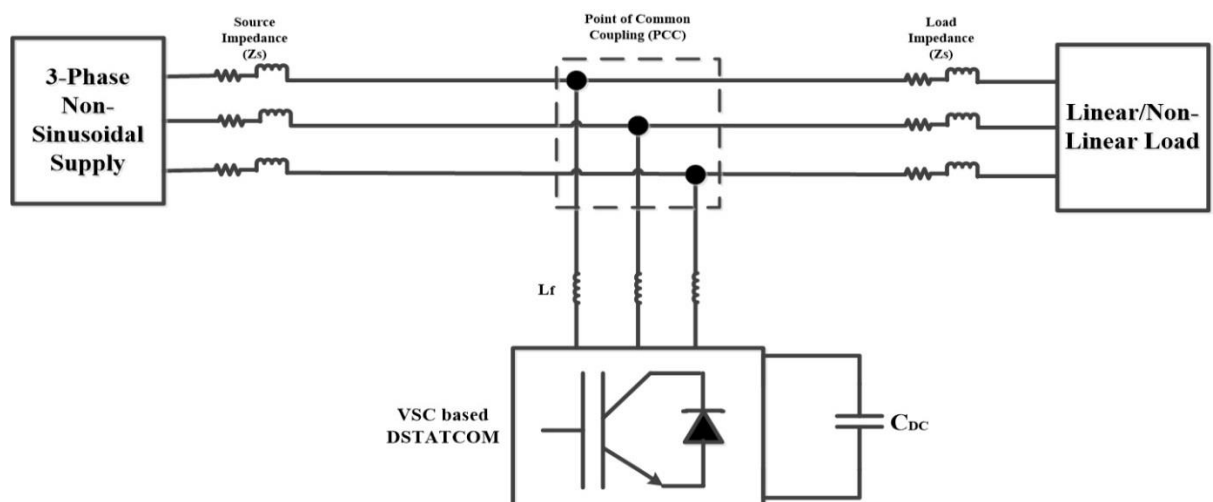 Source
Impedance
(Zs)
Point of Common
Coupling (PCC)
Load
Impedance
(Zs)
3-Phase
Non-
Sinusoidal
Supply
Linear/Non-
Linear Load
Lf
VSC based
DSTATCOM
CDC